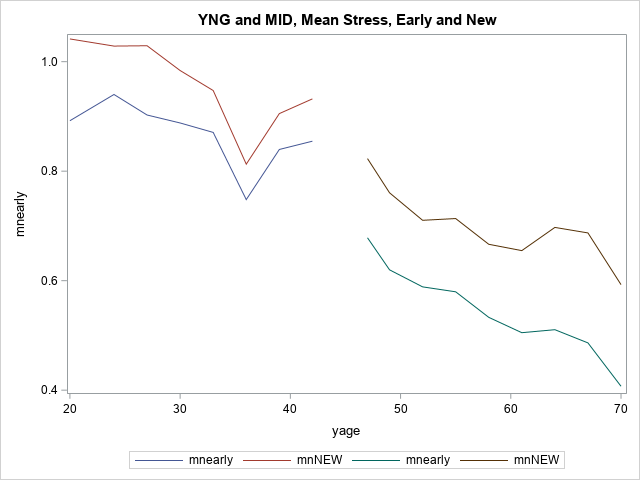 YNG and MID, Mean Stress, Early and New
mnearly
1.0
0.8
0.6
0.4
20 30 40 50 60 70
yage
mnearly mnNEW mnearly mnNEW